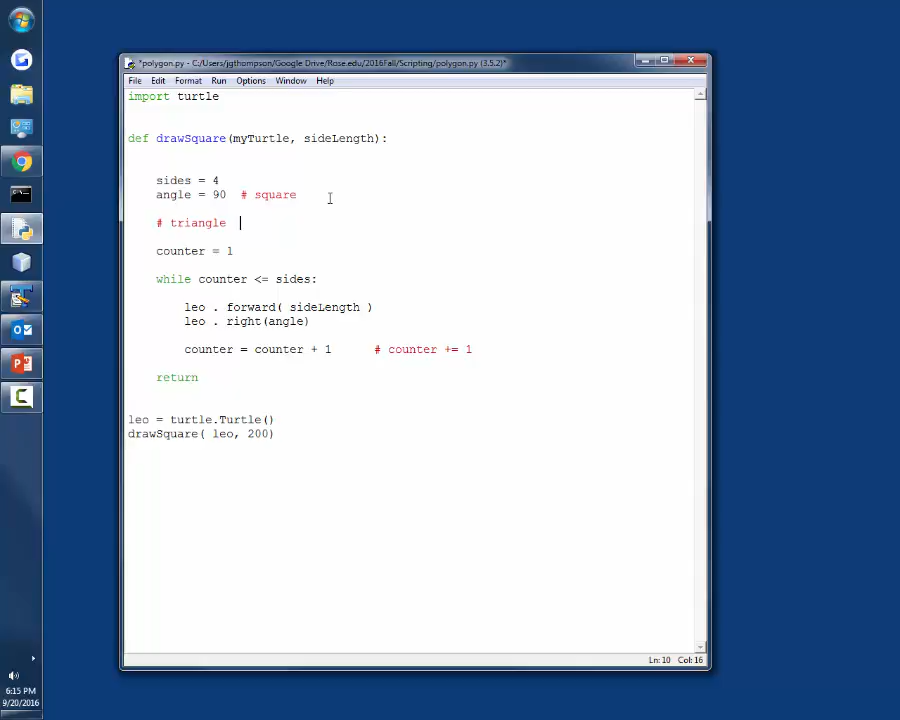 *polygon.py - C:/Users/jgthompson/Google Drive/Rose.edu/2016Fall/Scripting/polygon.py (3.5.2)*
File Edit Format Run Options Window Help
import turtle
def drawSquare(myTurtle, sideLength):
sides = 4
angle = 90 # square
# triangle
counter = 1
while counter <= sides:
leo . forward( sideLength )
leo . right(angle)
counter = counter + 1 # counter += 1
return
leo = turtle.Turtle()
drawSquare( leo, 200)
Ln: 10 Col: 16
6:15 PM
9/20/2016